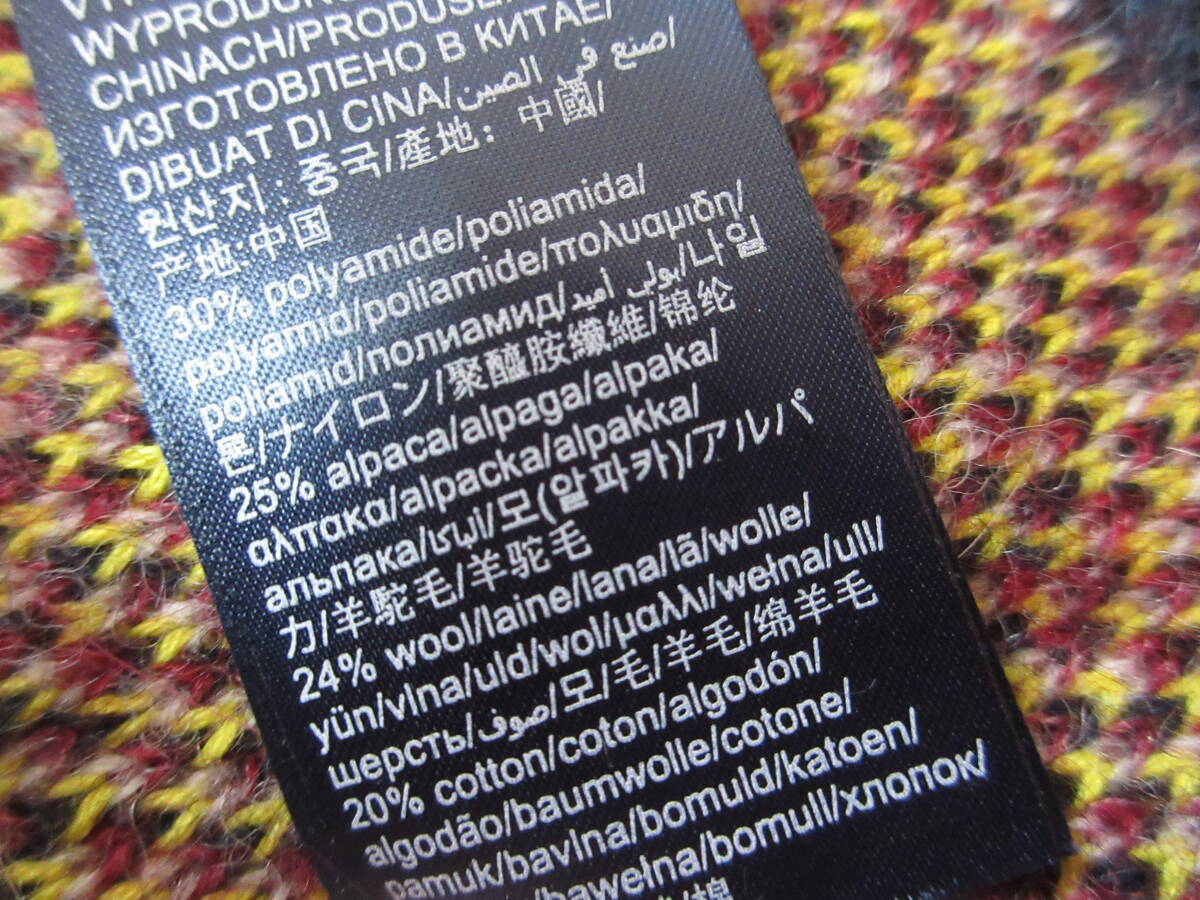 WYPRODUKOWANO
CHINACH/PRODUSE
ИЗГОТОВЛЕНО В КИТАЕ/
DIBUAT DI CINA/صنع في الصين/
원산지 : 중국/產地: 中國/
产地:中国
30% polyamide/poliamida/
polyamid/poliamide/πολυαμιδη/
poliamid/полиамид/بولي أميد/나일
론/ナイロン/聚醯胺纖維/锦纶
25% alpaca/alpaga/alpaka/
αλπακα/alpacka/alpakka/
альпака/ألبكا/모(알파카)/アルパ
カ/羊駝毛/羊驼毛
24% wool/laine/lana/lã/wolle/
yün/vlna/uld/wol/μαλλι/wełna/ull/
шерсть/صوف/모/毛/羊毛/绵羊毛
20% cotton/coton/algodón/
algodão/baumwolle/cotone/
pamuk/bavlna/bomuld/katoen/
/bawełna/bomull/хлопок/